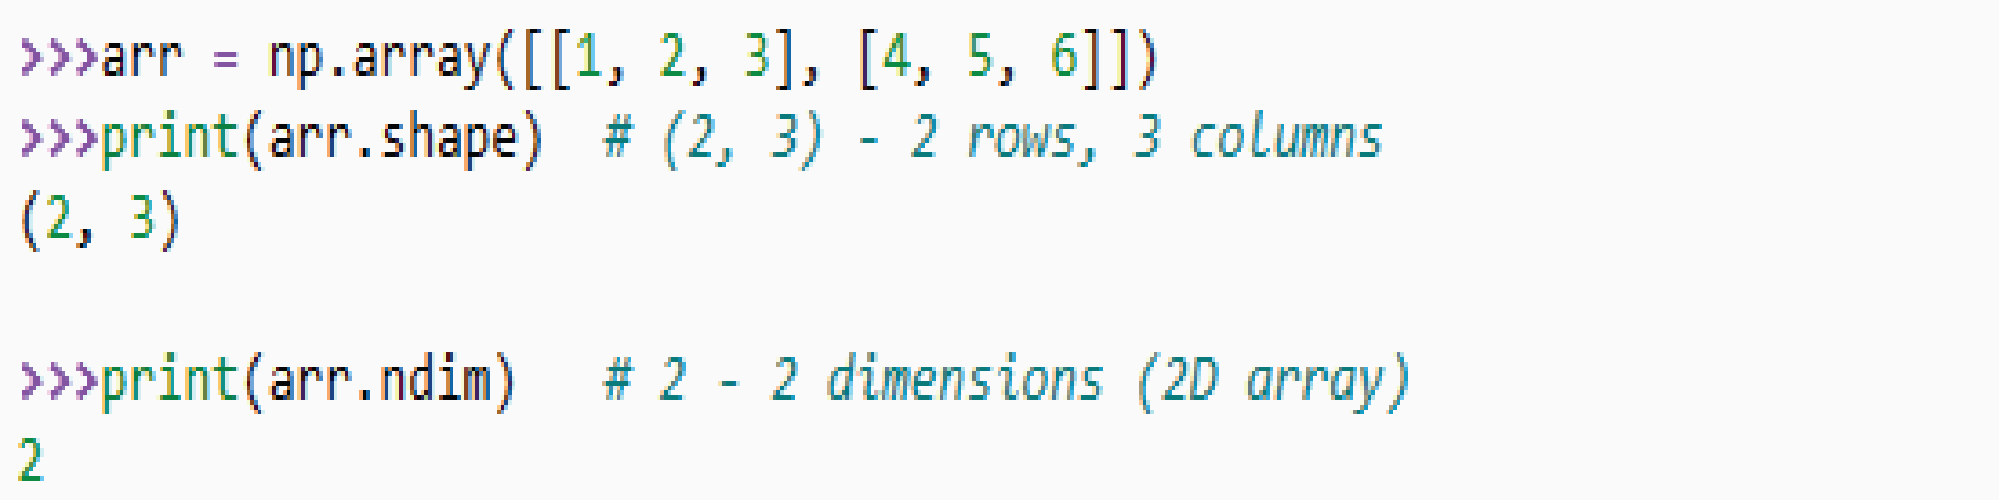 >>>arr = np.array([[1, 2, 3], [4, 5, 6]])
>>>print(arr.shape)  # (2, 3) - 2 rows, 3 columns
(2, 3)
>>>print(arr.ndim)   # 2 - 2 dimensions (2D array)
2